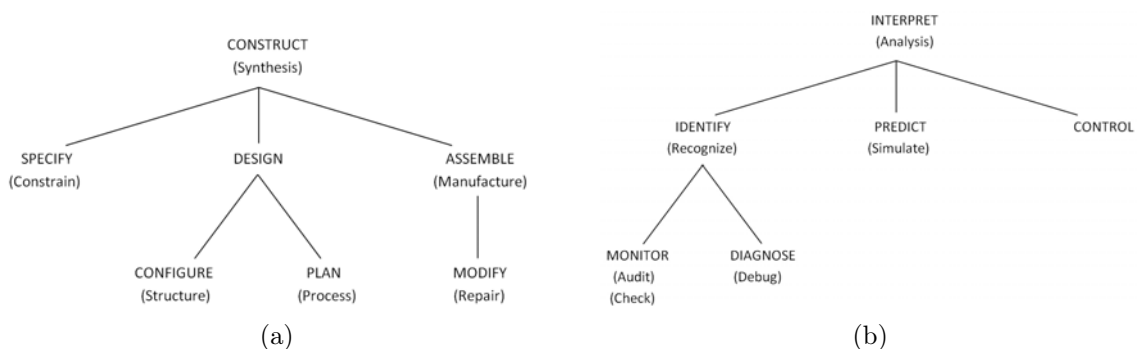 CONSTRUCT
(Synthesis)
SPECIFY
(Constrain)
DESIGN
ASSEMBLE
(Manufacture)
CONFIGURE
(Structure)
PLAN
(Process)
MODIFY
(Repair)
(a)
INTERPRET
(Analysis)
IDENTIFY
(Recognize)
PREDICT
(Simulate)
CONTROL
MONITOR
(Audit)
(Check)
DIAGNOSE
(Debug)
(b)